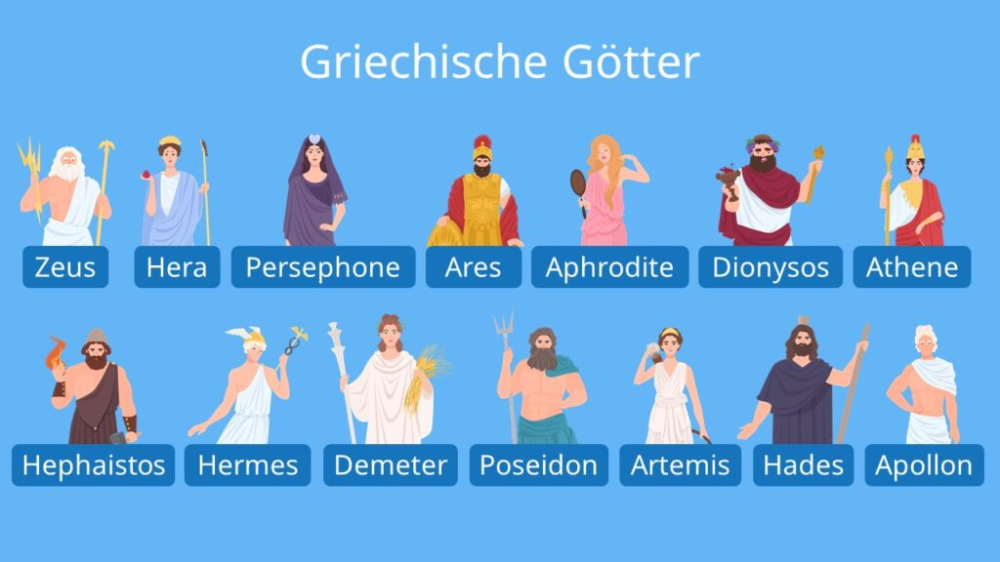 Griechische Götter
Zeus
Hera
Persephone
Ares
Aphrodite
Dionysos
Athene
Hephaistos
Hermes
Demeter
Poseidon
Artemis
Hades
Apollon